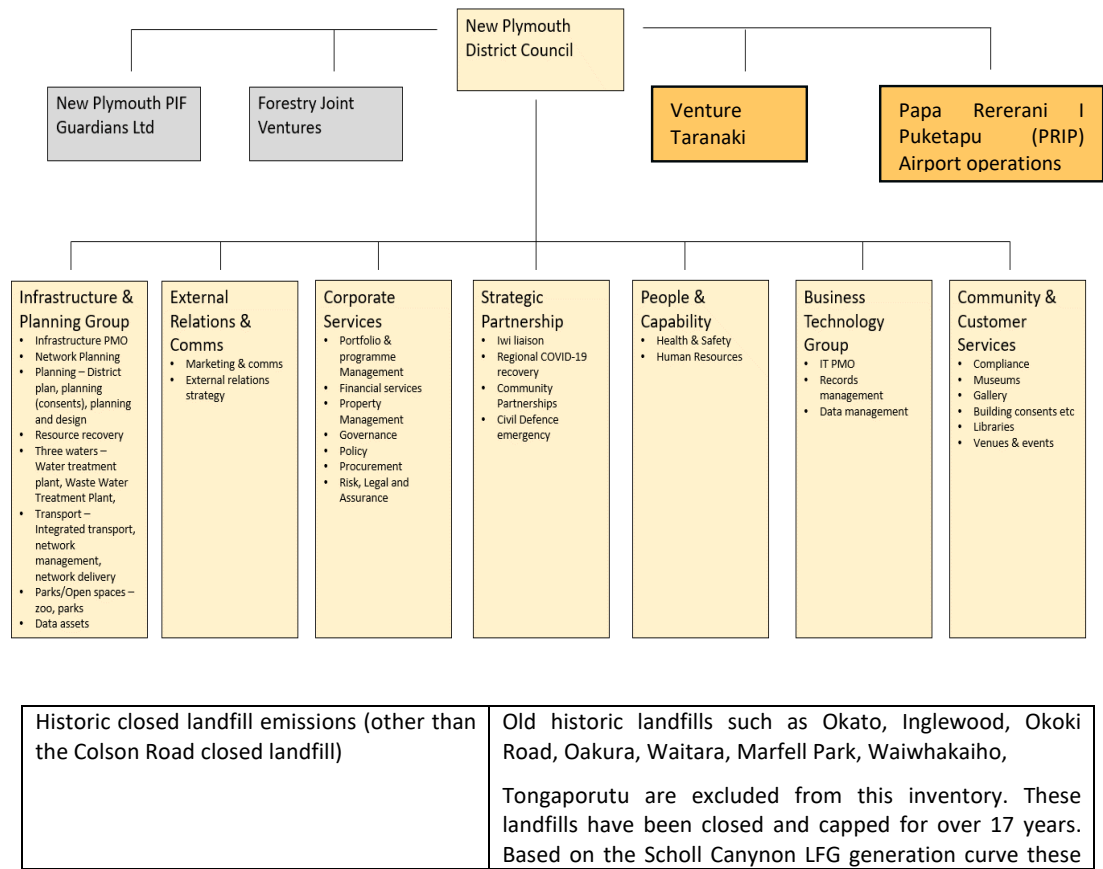 New Plymouth
District Council
New Plymouth PIF
Guardians Ltd
Forestry Joint
Ventures
Venture
Taranaki
Papa Rererani I
Puketapu (PRIP)
Airport operations
Infrastructure &
Planning Group
• Infrastructure PMO
• Network Planning
• Planning – District
plan, planning
(consents), planning
and design
• Resource recovery
• Three waters –
Water treatment
plant, Waste Water
Treatment Plant,
• Transport –
Integrated transport,
network
management,
network delivery
• Parks/Open spaces –
zoo, parks
• Data assets
External
Relations &
Comms
• Marketing & comms
• External relations
strategy
Corporate
Services
• Portfolio &
programme
Management
• Financial services
• Property
Management
• Governance
• Policy
• Procurement
• Risk, Legal and
Assurance
Strategic
Partnership
• Iwi liaison
• Regional COVID-19
recovery
• Community
Partnerships
• Civil Defence
emergency
People &
Capability
• Health & Safety
• Human Resources
Business
Technology
Group
• IT PMO
• Records
management
• Data management
Community &
Customer
Services
• Compliance
• Museums
• Gallery
• Building consents etc
• Libraries
• Venues & events
Historic closed landfill emissions (other than
the Colson Road closed landfill)
Old historic landfills such as Okato, Inglewood, Okoki
Road, Oakura, Waitara, Marfell Park, Waiwhakaiho,
Tongaporutu are excluded from this inventory. These
landfills have been closed and capped for over 17 years.
Based on the Scholl Canynon LFG generation curve these